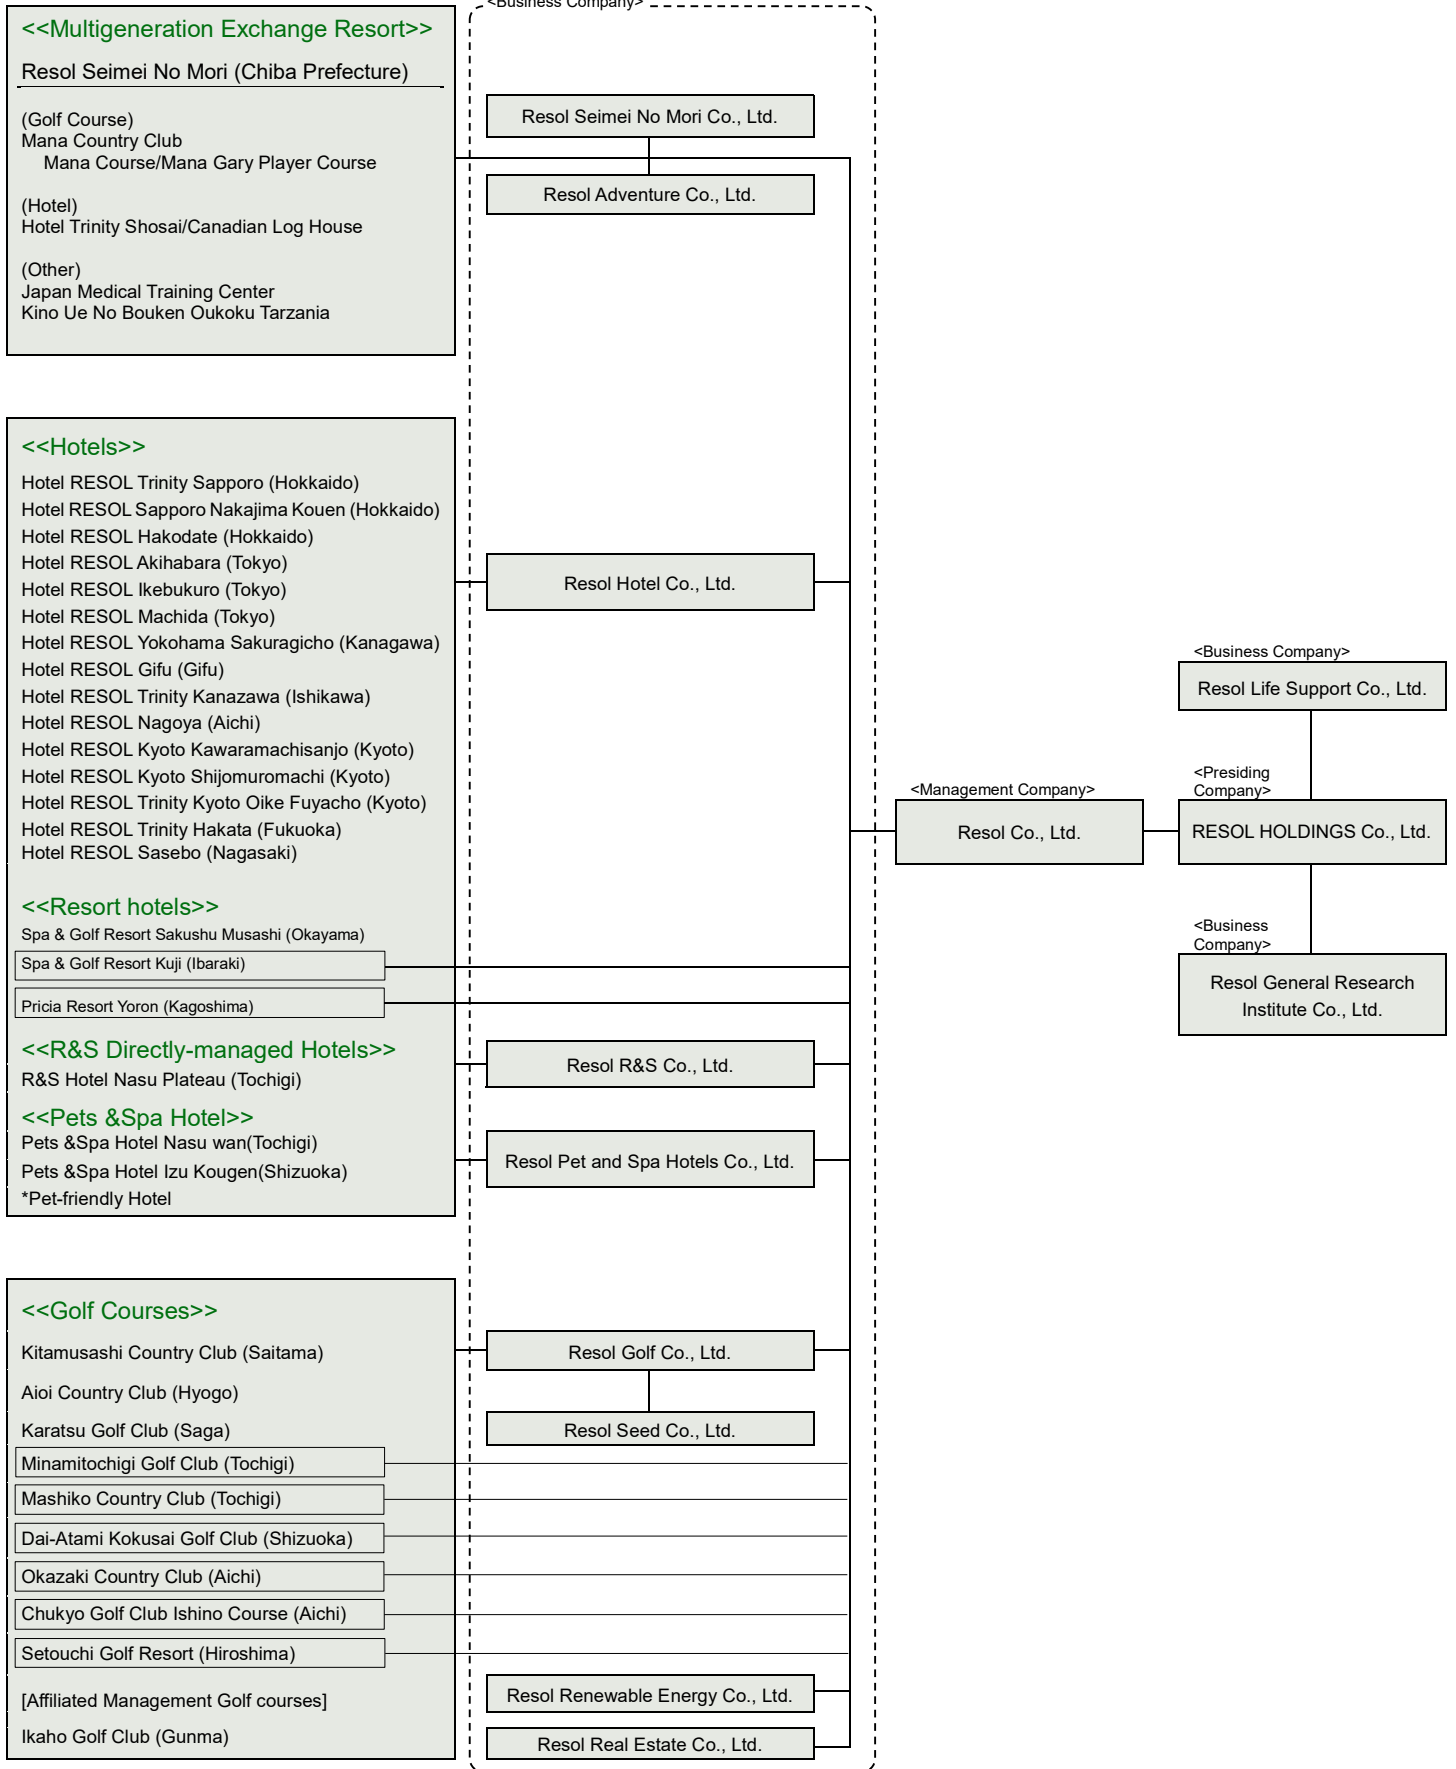 <Business Company>
<<Multigeneration Exchange Resort>>
Resol Seimei No Mori (Chiba Prefecture)
(Golf Course)
Mana Country Club
Mana Course/Mana Gary Player Course
(Hotel)
Hotel Trinity Shosai/Canadian Log House
(Other)
Japan Medical Training Center
Kino Ue No Bouken Oukoku Tarzania
Resol Seimei No Mori Co., Ltd.
Resol Adventure Co., Ltd.
<<Hotels>>
Hotel RESOL Trinity Sapporo (Hokkaido)
Hotel RESOL Sapporo Nakajima Kouen (Hokkaido)
Hotel RESOL Hakodate (Hokkaido)
Hotel RESOL Akihabara (Tokyo)
Hotel RESOL Ikebukuro (Tokyo)
Hotel RESOL Machida (Tokyo)
Hotel RESOL Yokohama Sakuragicho (Kanagawa)
Hotel RESOL Gifu (Gifu)
Hotel RESOL Trinity Kanazawa (Ishikawa)
Hotel RESOL Nagoya (Aichi)
Hotel RESOL Kyoto Kawaramachisanjo (Kyoto)
Hotel RESOL Kyoto Shijomuromachi (Kyoto)
Hotel RESOL Trinity Kyoto Oike Fuyacho (Kyoto)
Hotel RESOL Trinity Hakata (Fukuoka)
Hotel RESOL Sasebo (Nagasaki)
Resol Hotel Co., Ltd.
<<Resort hotels>>
Spa & Golf Resort Sakushu Musashi (Okayama)
Spa & Golf Resort Kuji (Ibaraki)
Pricia Resort Yoron (Kagoshima)
<<R&S Directly-managed Hotels>>
R&S Hotel Nasu Plateau (Tochigi)
Resol R&S Co., Ltd.
<<Pets &Spa Hotel>>
Pets &Spa Hotel Nasu wan(Tochigi)
Pets &Spa Hotel Izu Kougen(Shizuoka)
*Pet-friendly Hotel
Resol Pet and Spa Hotels Co., Ltd.
<<Golf Courses>>
Kitamusashi Country Club (Saitama)
Aioi Country Club (Hyogo)
Karatsu Golf Club (Saga)
Minamitochigi Golf Club (Tochigi)
Mashiko Country Club (Tochigi)
Dai-Atami Kokusai Golf Club (Shizuoka)
Okazaki Country Club (Aichi)
Chukyo Golf Club Ishino Course (Aichi)
Setouchi Golf Resort (Hiroshima)
[Affiliated Management Golf courses]
Ikaho Golf Club (Gunma)
Resol Golf Co., Ltd.
Resol Seed Co., Ltd.
Resol Renewable Energy Co., Ltd.
Resol Real Estate Co., Ltd.
<Management Company>
Resol Co., Ltd.
<Business Company>
Resol Life Support Co., Ltd.
<Presiding
Company>
RESOL HOLDINGS Co., Ltd.
<Business
Company>
Resol General Research
Institute Co., Ltd.